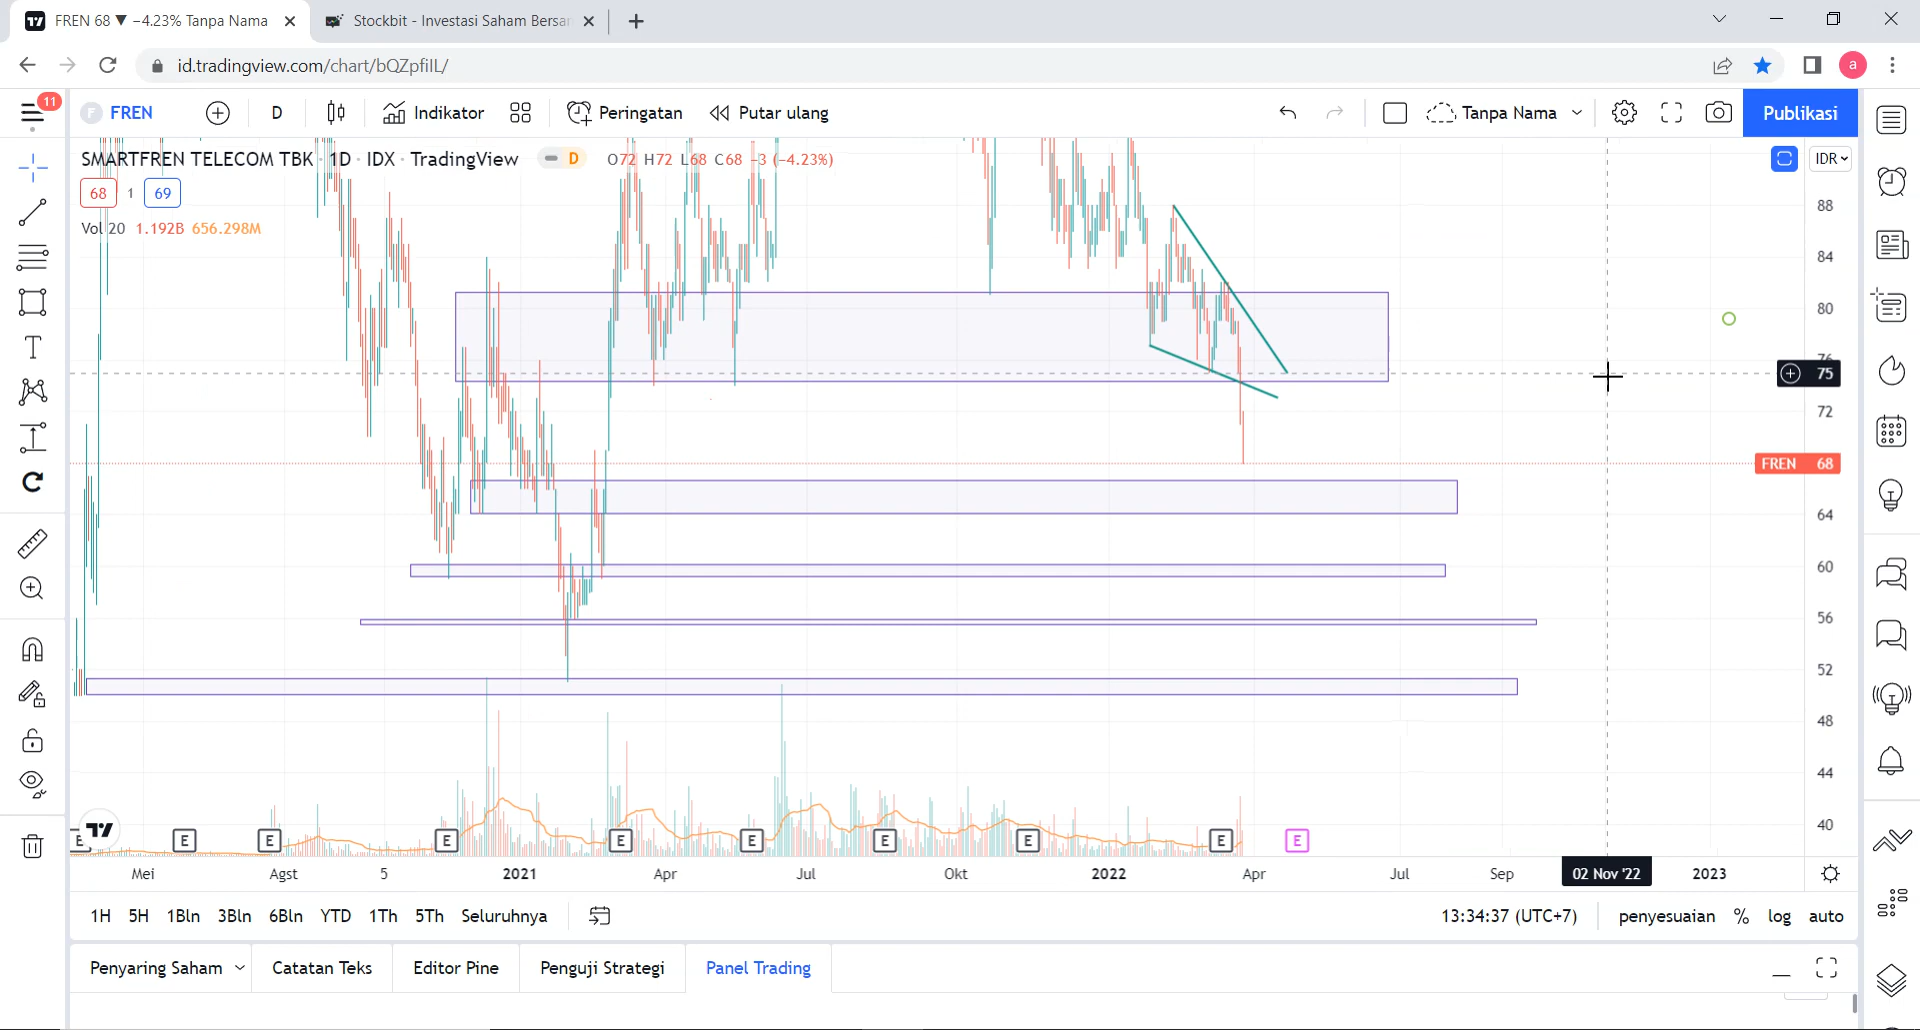 FREN 68 ▼ −4.23% Tanpa Nama
Stockbit - Investasi Saham Bersan
id.tradingview.com/chart/bQZpfilL/
a
11
F FREN
D
Indikator
Peringatan
Putar ulang
Tanpa Nama
Publikasi
SMARTFREN TELECOM TBK · 1D · IDX · TradingView
D
O72 H72 L68 C68 −3 (−4.23%)
IDR
68 1 69
Vol 20 1.192B 656.298M
88
84
80
76
75
72
FREN 68
64
60
56
52
48
44
40
E E E E E E E E E E
Mei Agst 5 2021 Apr Jul Okt 2022 Apr Jul Sep 02 Nov '22 2023
1H 5H 1Bln 3Bln 6Bln YTD 1Th 5Th Seluruhnya
13:34:37 (UTC+7) penyesuaian % log auto
Penyaring Saham Catatan Teks Editor Pine Penguji Strategi Panel Trading